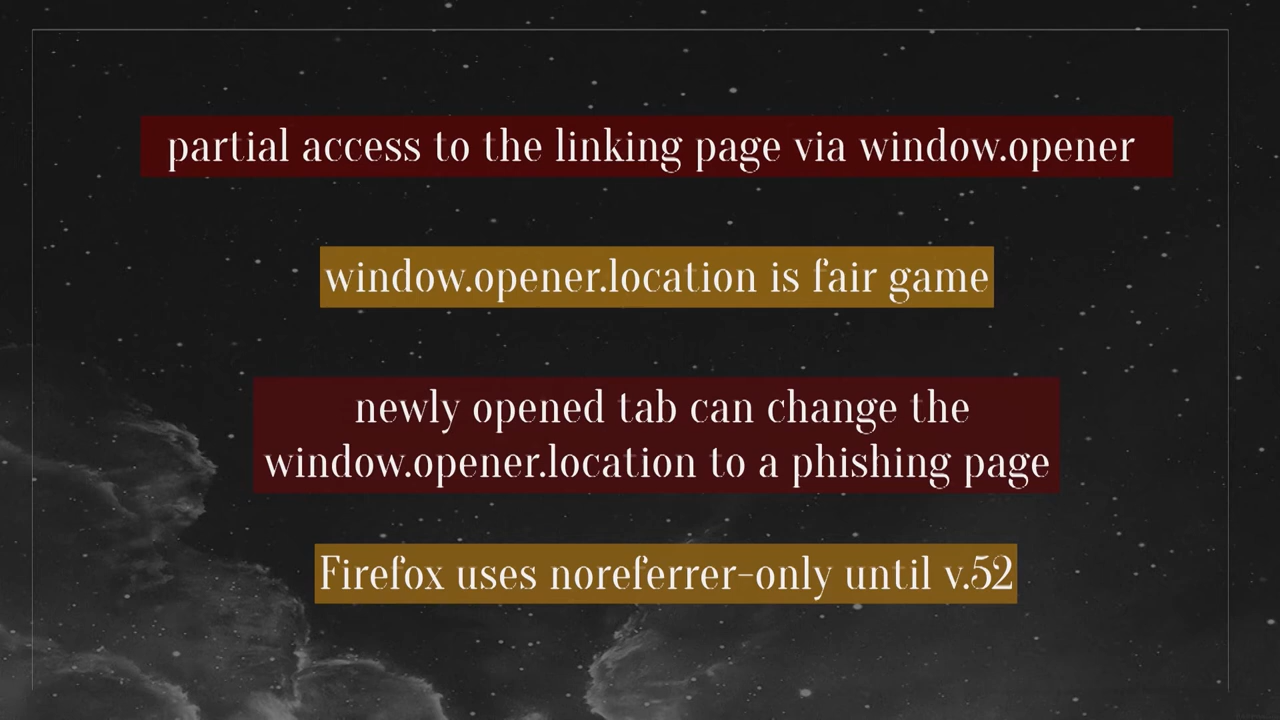 partial access to the linking page via window.opener
window.opener.location is fair game
newly opened tab can change the
window.opener.location to a phishing page
Firefox uses noreferrer-only until v.52